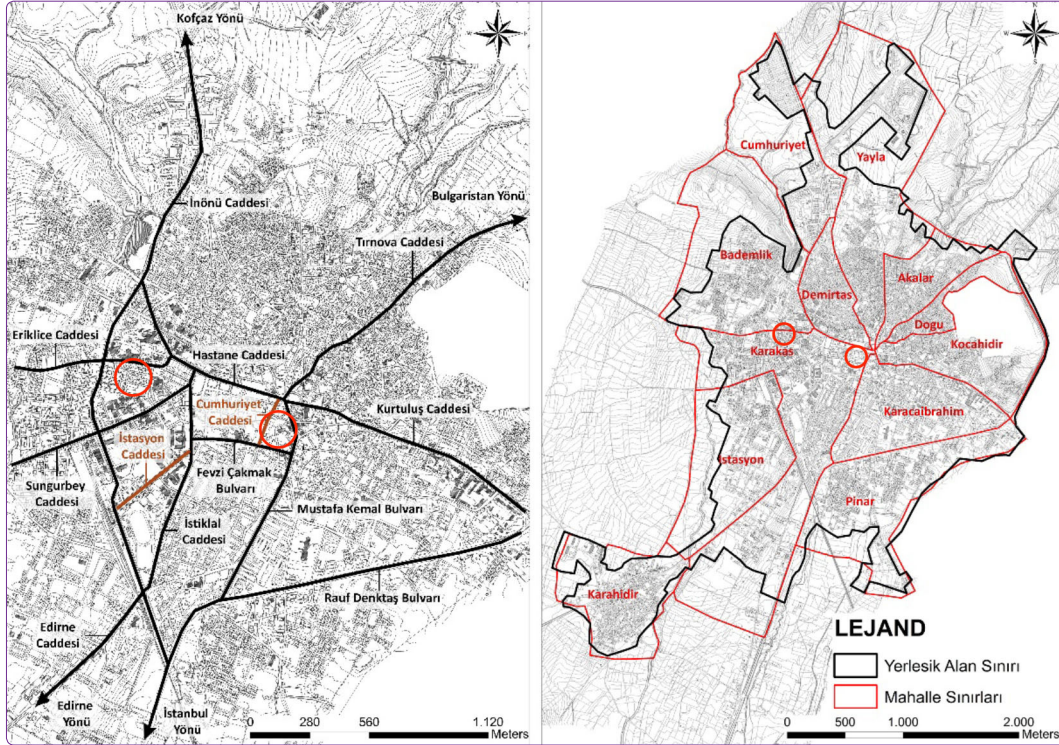 Kofçaz Yönü
İnönü Caddesi
Bulgaristan Yönü
Tırnova Caddesi
Eriklice Caddesi
Hastane Caddesi
Cumhuriyet
Caddesi
Kurtuluş Caddesi
İstasyon
Caddesi
Sungurbey
Caddesi
Fevzi Çakmak
Bulvarı
Mustafa Kemal Bulvarı
İstiklal
Caddesi
Rauf Denktaş Bulvarı
Edirne
Caddesi
Edirne
Yönü
İstanbul
Yönü
0 280 560 1.120
Meters
Cumhuriyet
Yayla
Bademlik
Akalar
Demirtas
Dogu
Karakas
Kocahidir
Karacaibrahim
İstasyon
Pinar
Karahidir
LEJAND
Yerlesik Alan Sınırı
Mahalle Sınırları
0 500 1.000 2.000
Meters